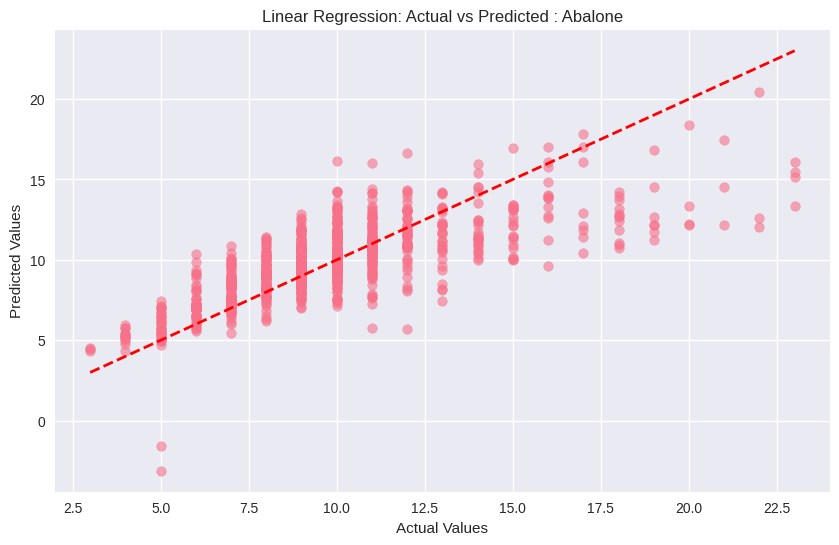 Linear Regression: Actual vs Predicted : Abalone
Predicted Values
20
15
10
5
0
2.5 5.0 7.5 10.0 12.5 15.0 17.5 20.0 22.5
Actual Values